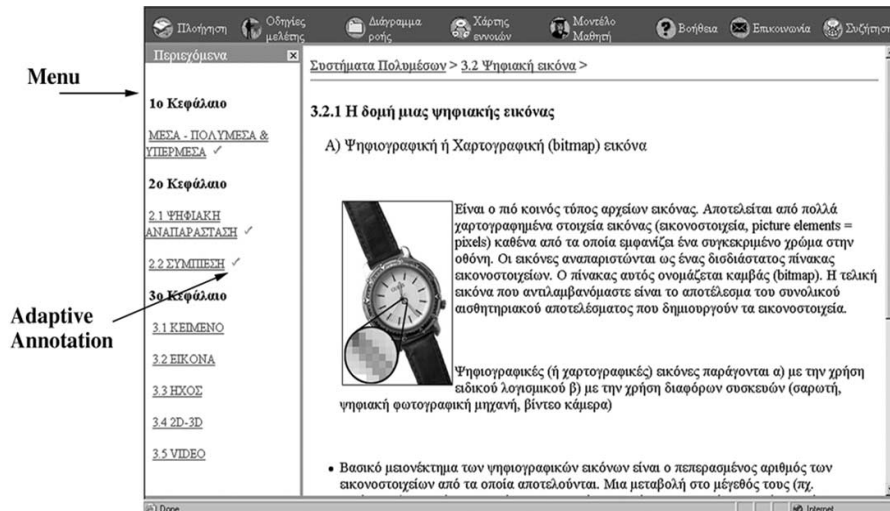 Πλοήγηση
Οδηγίες
μελέτης
Διάγραμμα
ροής
Χάρτης
εννοιών
Μοντέλο
Μαθητή
Βοήθεια
Επικοινωνία
Συζήτηση
Menu
Περιεχόμενα
1ο Κεφάλαιο
ΜΕΣΑ - ΠΟΛΥΜΕΣΑ &
ΥΠΕΡΜΕΣΑ ✓
2ο Κεφάλαιο
2.1 ΨΗΦΙΑΚΗ
ΑΝΑΠΑΡΑΣΤΑΣΗ ✓
2.2 ΣΥΜΠΙΕΣΗ ✓
3ο Κεφάλαιο
3.1 ΚΕΙΜΕΝΟ
3.2 ΕΙΚΟΝΑ
3.3 ΗΧΟΣ
3.4 2D-3D
3.5 VIDEO
Adaptive
Annotation
Συστήματα Πολυμέσων > 3.2 Ψηφιακή εικόνα >
3.2.1 Η δομή μιας ψηφιακής εικόνας
Α) Ψηφιογραφική ή Χαρτογραφική (bitmap) εικόνα
Είναι ο πιό κοινός τύπος αρχείων εικόνας. Αποτελείται από πολλά
χαρτογραφημένα στοιχεία εικόνας (εικονοστοιχεία, picture elements =
pixels) καθένα από τα οποία εμφανίζει ένα συγκεκριμένο χρώμα στην
οθόνη. Οι εικόνες αναπαριστώνται ως ένας δισδιάστατος πίνακας
εικονοστοιχείων. Ο πίνακας αυτός ονομάζεται καμβάς (bitmap). Η τελική
εικόνα που αντιλαμβανόμαστε είναι το αποτέλεσμα του συνολικού
αισθητηριακού αποτελέσματος που δημιουργούν τα εικονοστοιχεία.
Ψηφιογραφικές (ή χαρτογραφικές) εικόνες παράγονται α) με την χρήση
ειδικού λογισμικού β) με την χρήση διαφόρων συσκευών (σαρωτή,
ψηφιακή φωτογραφική μηχανή, βίντεο κάμερα)
• Βασικό μειονέκτημα των ψηφιογραφικών εικόνων είναι ο πεπερασμένος αριθμός των
εικονοστοιχείων από τα οποία αποτελούνται. Μια μεταβολή στο μέγεθός τους (πχ.
Done
Internet